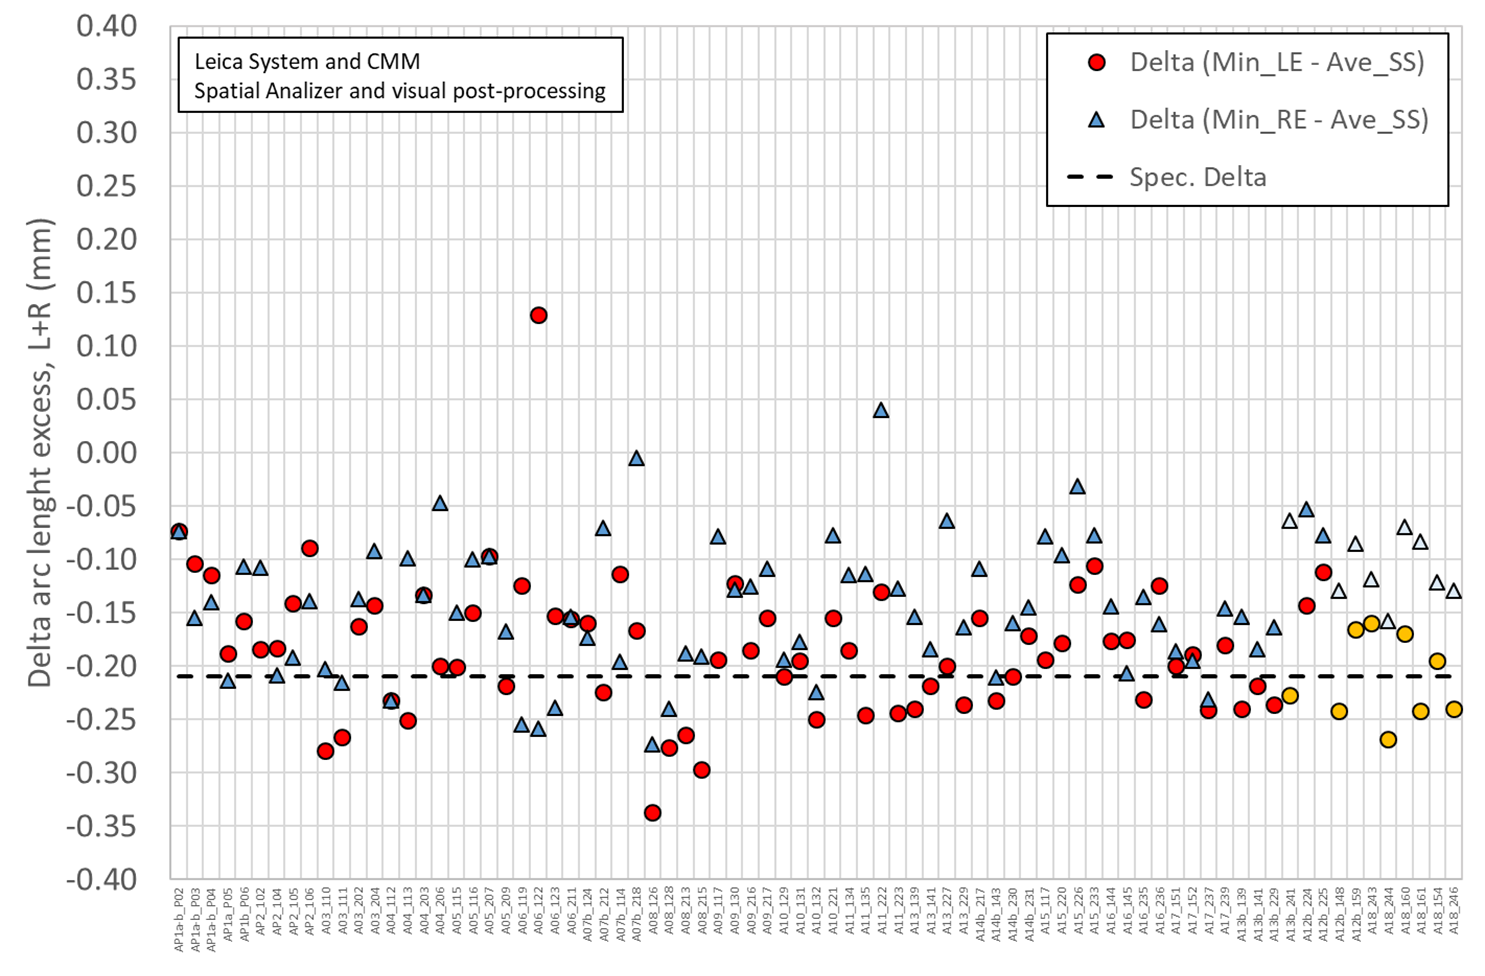 0.40
0.35
0.30
0.25
0.20
0.15
0.10
0.05
0.00
-0.05
-0.10
-0.15
-0.20
-0.25
-0.30
-0.35
-0.40
Delta arc lenght excess, L+R (mm)
Leica System and CMM
Spatial Analizer and visual post-processing
Delta (Min_LE - Ave_SS)
Delta (Min_RE - Ave_SS)
Spec. Delta
AP1a-b_P02
AP1a-b_P03
AP1a-b_P04
AP1a_P05
AP1b_P06
AP2_102
AP2_104
AP2_105
AP2_106
A03_110
A03_111
A03_202
A03_204
A04_112
A04_113
A04_203
A04_206
A05_115
A05_116
A05_207
A05_209
A06_119
A06_122
A06_123
A06_211
A07b_124
A07b_212
A07b_114
A07b_218
A08_126
A08_128
A08_213
A08_215
A09_117
A09_130
A09_216
A09_217
A10_129
A10_131
A10_132
A10_221
A11_134
A11_135
A11_222
A11_223
A13_139
A13_141
A13_227
A13_229
A14b_217
A14b_143
A14b_230
A14b_231
A15_117
A15_220
A15_226
A15_233
A16_144
A16_145
A16_235
A16_236
A17_151
A17_152
A17_237
A17_239
A13b_139
A13b_141
A13b_229
A13b_241
A12b_224
A12b_225
A12b_148
A12b_159
A18_243
A18_244
A18_160
A18_161
A18_154
A18_246